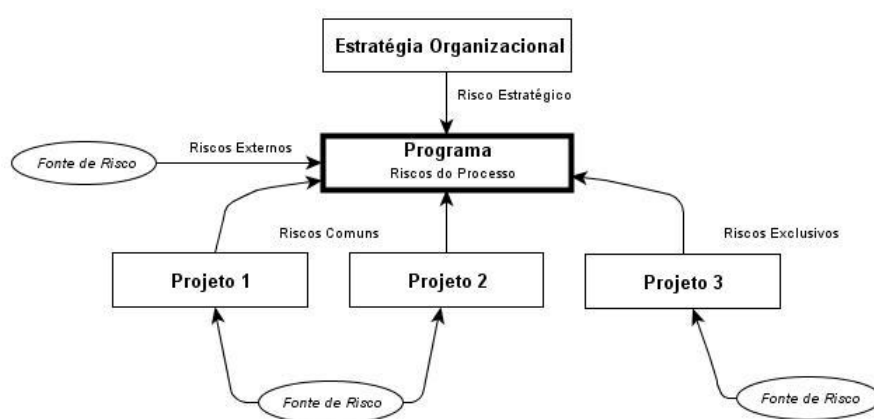 Estratégia Organizacional
Risco Estratégico
Riscos Externos
Fonte de Risco
Programa
Riscos do Processo
Riscos Comuns
Riscos Exclusivos
Projeto 1
Projeto 2
Projeto 3
Fonte de Risco
Fonte de Risco